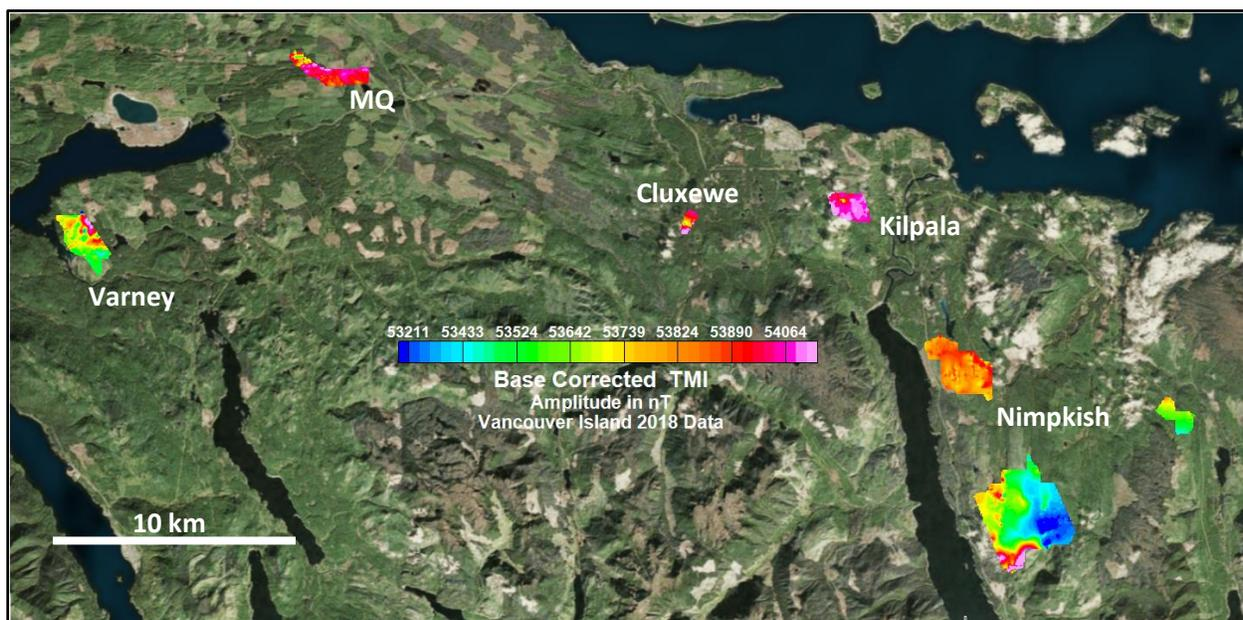 MQ
Cluxewe
Kilpala
Varney
53211 53433 53524 53642 53739 53824 53890 54064
Base Corrected TMI
Amplitude in nT
Vancouver Island 2018 Data
Nimpkish
10 km